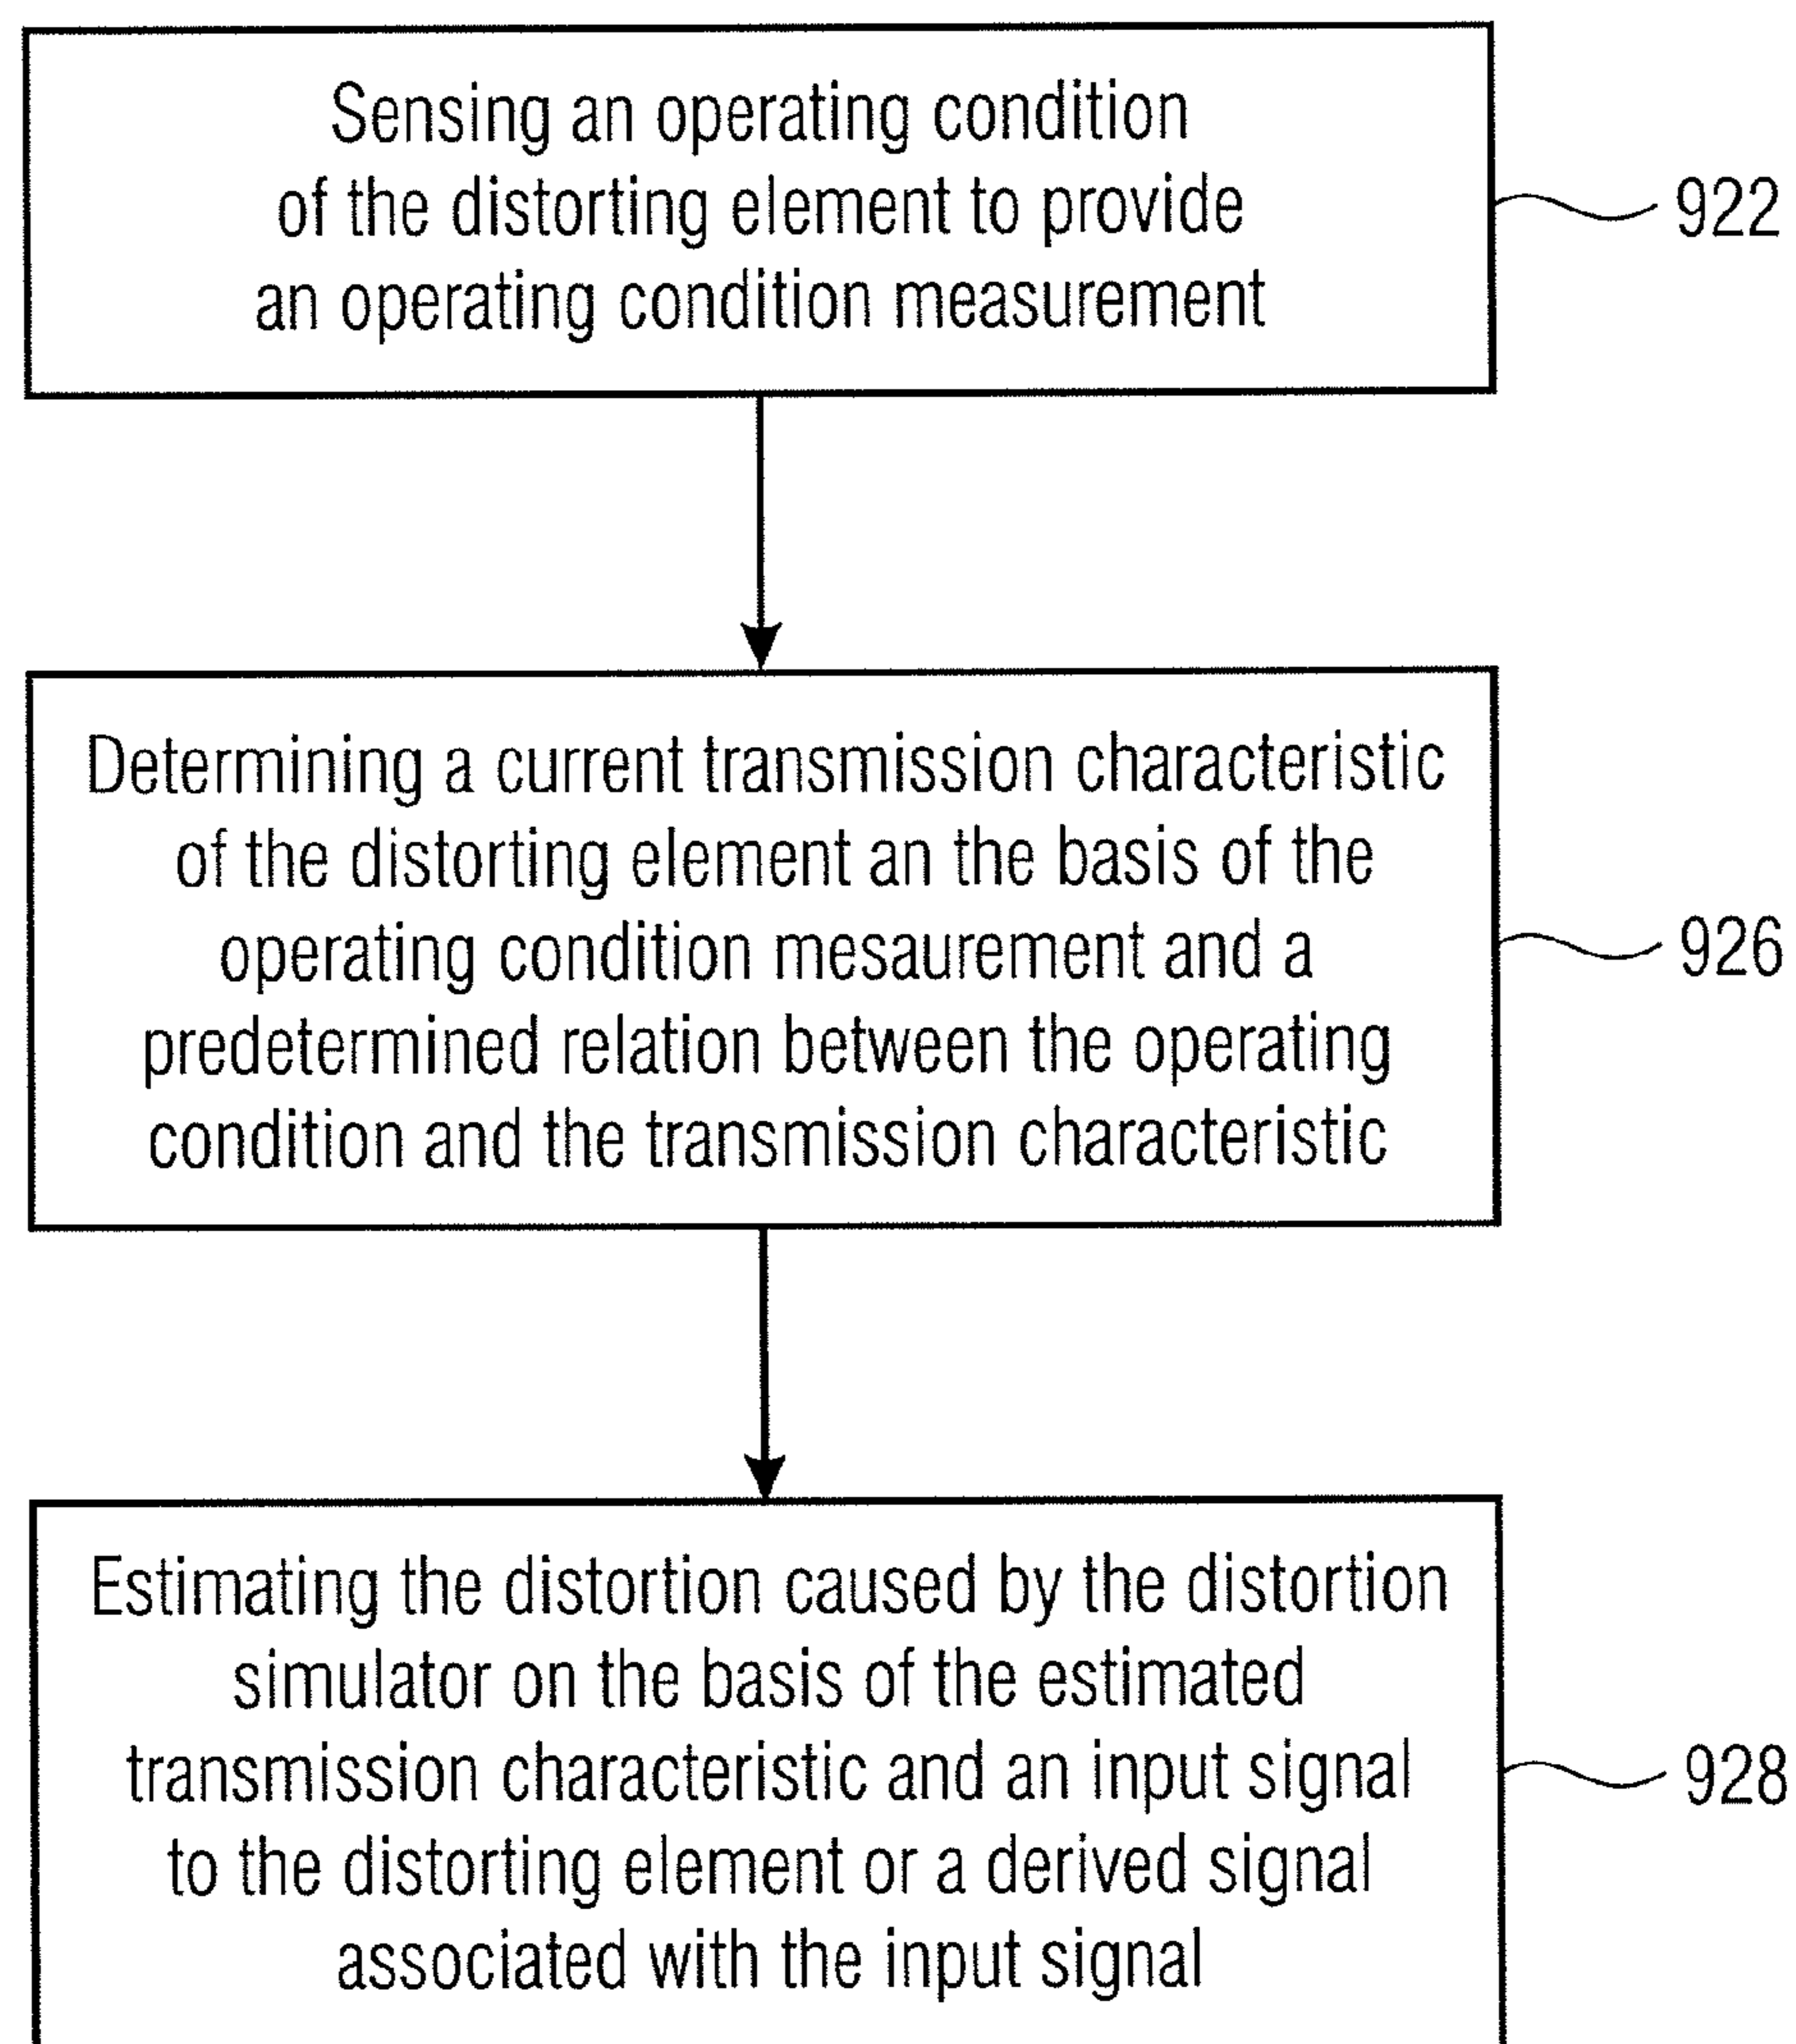 Sensing an operating condition
of the distorting element to provide
an operating condition measurement
922
Determining a current transmission characteristic
of the distorting element an the basis of the
operating condition mesaurement and a
predetermined relation between the operating
condition and the transmission characteristic
926
Estimating the distortion caused by the distortion
simulator on the basis of the estimated
transmission characteristic and an input signal
to the distorting element or a derived signal
associated with the input signal
928